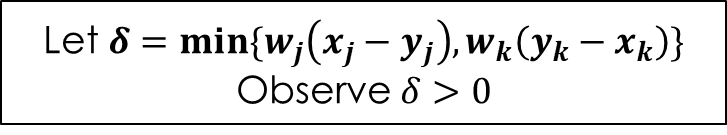 Let δ = min{wⱼ(xⱼ − yⱼ), wₖ(yₖ − xₖ)}
Observe δ > 0